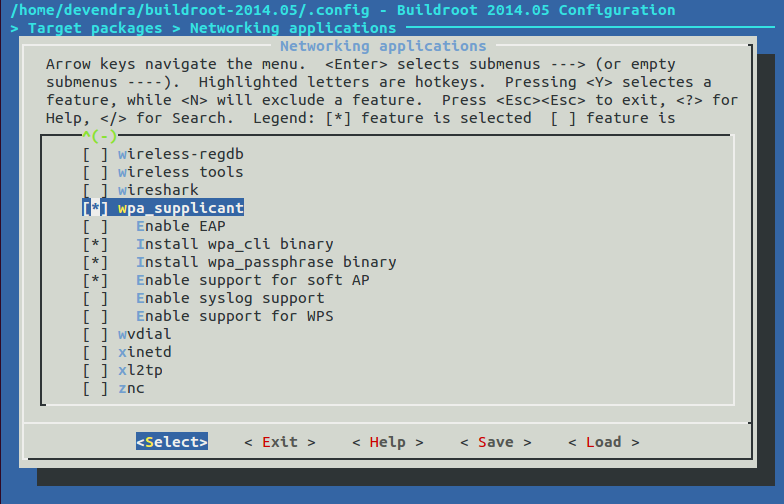 /home/devendra/buildroot-2014.05/.config - Buildroot 2014.05 Configuration
> Target packages > Networking applications
Networking applications
Arrow keys navigate the menu.  <Enter> selects submenus ---> (or empty
submenus ----).  Highlighted letters are hotkeys.  Pressing <Y> selects a
feature, while <N> will exclude a feature.  Press <Esc><Esc> to exit, <?> for
Help, </> for Search.  Legend: [*] feature is selected  [ ] feature is
^(-)
[ ] wireless-regdb
[ ] wireless tools
[ ] wireshark
[*] wpa_supplicant
[ ]   Enable EAP
[*]   Install wpa_cli binary
[*]   Install wpa_passphrase binary
[*]   Enable support for soft AP
[ ]   Enable syslog support
[ ]   Enable support for WPS
[ ] wvdial
[ ] xinetd
[ ] xl2tp
[ ] znc
<Select>    < Exit >    < Help >    < Save >    < Load >